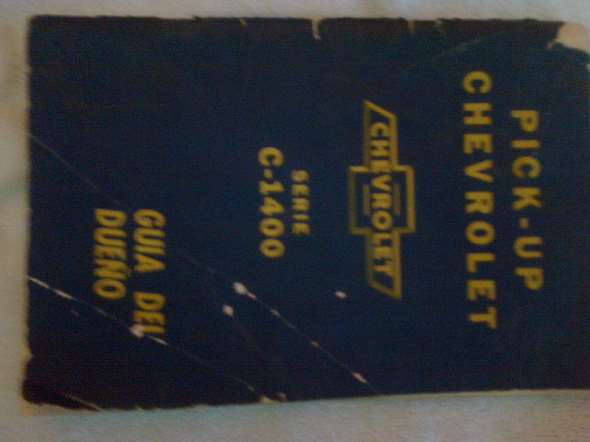 PICK-UP
CHEVROLET
CHEVROLET
SERIE
C-1400
GUIA DEL
DUEÑO